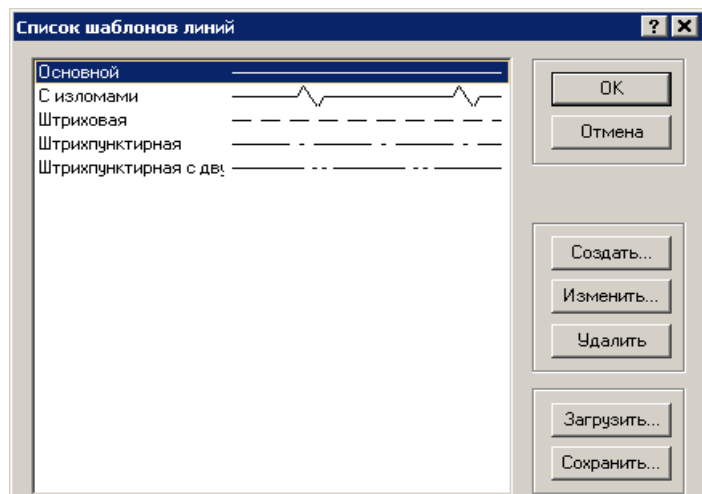 Список шаблонов линий
Основной
С изломами
Штриховая
Штрихпунктирная
Штрихпунктирная с дву
OK
Отмена
Создать...
Изменить...
Удалить
Загрузить...
Сохранить...